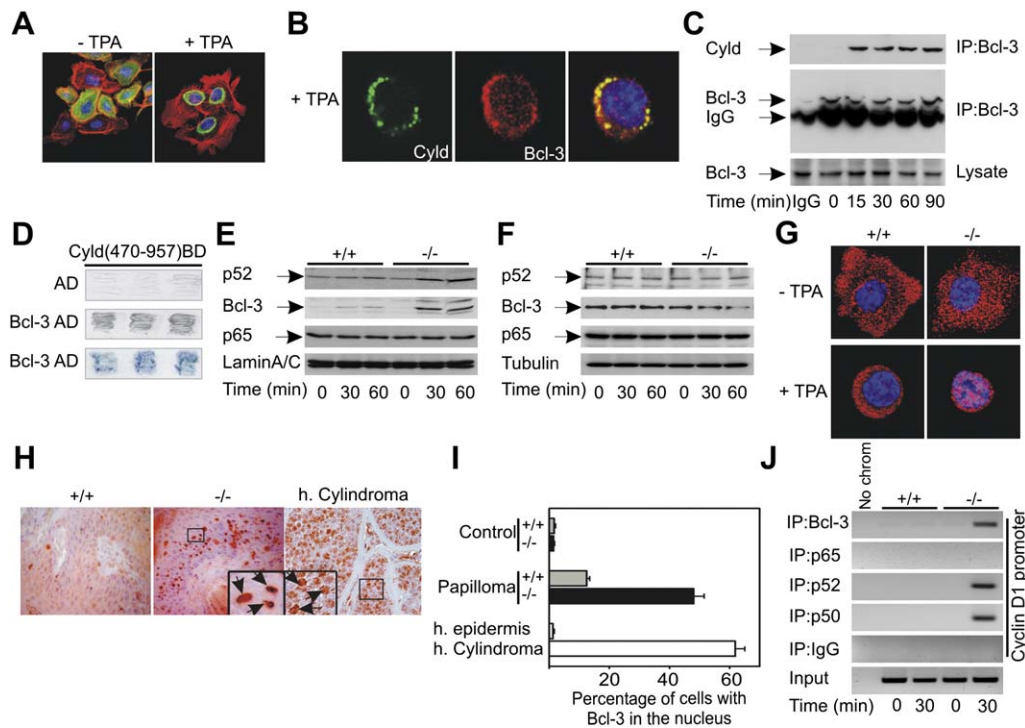 A
- TPA + TPA
B
+ TPA
Cyld Bcl-3
C
Cyld IP:Bcl-3
Bcl-3 IP:Bcl-3
IgG
Bcl-3 Lysate
Time (min) IgG 0 15 30 60 90
D
Cyld(470-957)BD
AD
Bcl-3 AD
Bcl-3 AD
E
+/+ -/-
p52
Bcl-3
p65
LaminA/C
Time (min) 0 30 60 0 30 60
F
+/+ -/-
p52
Bcl-3
p65
Tubulin
Time (min) 0 30 60 0 30 60
G
+/+ -/-
- TPA
+ TPA
H
+/+ -/- h. Cylindroma
I
Control +/+
-/-
Papilloma +/+
-/-
h. epidermis
h. Cylindroma
0 20 40 60
Percentage of cells with
Bcl-3 in the nucleus
J
No chrom +/+ -/-
IP:Bcl-3
IP:p65
IP:p52
IP:p50
IP:IgG
Input
Cyclin D1 promoter
Time (min) 0 30 0 30